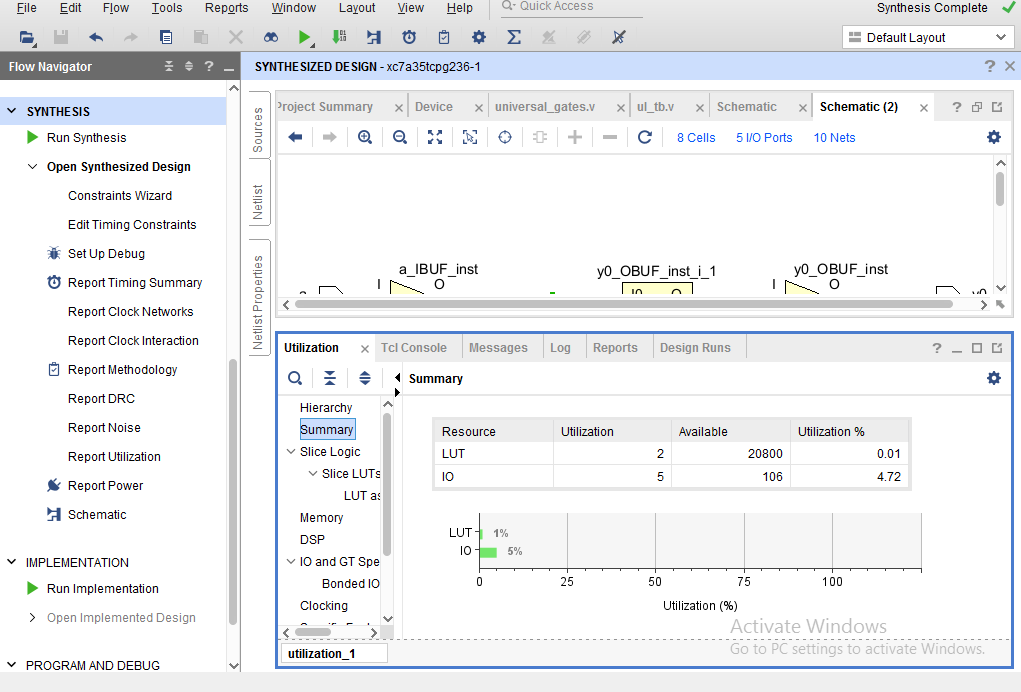 File Edit Flow Tools Reports Window Layout View Help
Quick Access
Synthesis Complete
Default Layout
Flow Navigator
SYNTHESIS
Run Synthesis
Open Synthesized Design
Constraints Wizard
Edit Timing Constraints
Set Up Debug
Report Timing Summary
Report Clock Networks
Report Clock Interaction
Report Methodology
Report DRC
Report Noise
Report Utilization
Report Power
Schematic
IMPLEMENTATION
Run Implementation
Open Implemented Design
PROGRAM AND DEBUG
SYNTHESIZED DESIGN - xc7a35tcpg236-1
Sources
Netlist
Netlist Properties
Project Summary
Device
universal_gates.v
ul_tb.v
Schematic
Schematic (2)
8 Cells 5 I/O Ports 10 Nets
a_IBUF_inst
I O
y0_OBUF_inst_i_1
I0 O
y0_OBUF_inst
I O
a
y0
Utilization
Tcl Console
Messages
Log
Reports
Design Runs
Summary
Hierarchy
Summary
Slice Logic
Slice LUTs
LUT as
Memory
DSP
IO and GT Spe
Bonded IO
Clocking
Resource Utilization Available Utilization %
LUT 2 20800 0.01
IO 5 106 4.72
LUT 1%
IO 5%
0 25 50 75 100
Utilization (%)
Activate Windows
Go to PC settings to activate Windows.
utilization_1